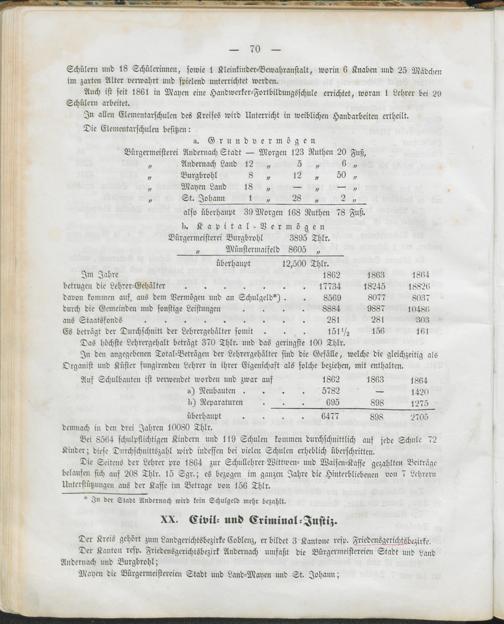 — 70 —
Schülern und 18 Schülerinnen, sowie 1 Kleinkinder-Bewahranstalt, worin 6 Knaben und 25 Mädchen
im zarten Alter verwahrt und spielend unterrichtet werden.
Auch ist seit 1861 in Mayen eine Handwerker-Fortbildungsschule errichtet, woran 1 Lehrer bei 29
Schülern arbeitet.
In allen Elementarschulen des Kreises wird Unterricht in weiblichen Handarbeiten ertheilt.
Die Elementarschulen besitzen:
a. Grundvermögen
Bürgermeisterei Andernach Stadt — Morgen 123 Ruthen 20 Fuß,
„ Andernach Land 12 „ 5 „ 6 „
„ Burgbrohl 8 „ 12 „ 50 „
„ Mayen Land 18 „ — „ — „
„ St. Johann 1 „ 28 „ 2 „
also überhaupt 39 Morgen 168 Ruthen 78 Fuß.
b. Kapital-Vermögen
Bürgermeisterei Burgbrohl 3895 Thlr.
„ Münstermaifeld 8605 „
überhaupt 12,500 Thlr.
Im Jahre 1862 1863 1864
betrugen die Lehrer-Gehälter . . . . . . . 17734 18245 18826
davon kommen auf, aus dem Vermögen und an Schulgeld*) . . 8569 8077 8037
durch die Gemeinden und sonstige Leistungen . . . . 8884 9887 10486
aus Staatsfonds . . . . . . . . . 281 281 303
Es beträgt der Durchschnitt der Lehrergehälter somit . . . 151½ 156 161
Das höchste Lehrergehalt beträgt 370 Thlr. und das geringste 100 Thlr.
In den angegebenen Total-Beträgen der Lehrergehälter sind die Gefälle, welche die gleichzeitig als
Organist und Küster fungirenden Lehrer in ihrer Eigenschaft als solche beziehen, mit enthalten.
Auf Schulbauten ist verwendet worden und zwar auf 1862 1863 1864
a) Neubauten . . . . 5782 — 1420
b) Reparaturen . . . . 695 898 1275
überhaupt . . . . 6477 898 2705
demnach in den drei Jahren 10080 Thlr.
Bei 8564 schulpflichtigen Kindern und 119 Schulen kommen durchschnittlich auf jede Schule 72
Kinder; diese Durchschnittszahl wird indessen bei vielen Schulen erheblich überschritten.
Die Seitens der Lehrer pro 1864 zur Schullehrer-Wittwen- und Waisen-Kasse gezahlten Beiträge
belaufen sich auf 208 Thlr. 15 Sgr.; es bezogen im ganzen Jahre die Hinterbliebenen von 7 Lehrern
Unterstützungen aus der Kasse im Betrage von 156 Thlr.
* In der Stadt Andernach wird kein Schulgeld mehr bezahlt.
XX. Civil- und Criminal-Justiz.
Der Kreis gehört zum Landgerichtsbezirke Coblenz, er bildet 3 Kantone resp. Friedensgerichtsbezirke.
Der Kanton resp. Friedensgerichtsbezirk Andernach umfaßt die Bürgermeistereien Stadt und Land
Andernach und Burgbrohl;
Mayen die Bürgermeistereien Stadt und Land-Mayen und St. Johann;